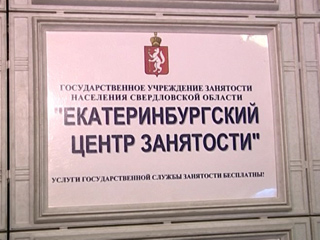 ГОСУДАРСТВЕННОЕ УЧРЕЖДЕНИЕ ЗАНЯТОСТИ
НАСЕЛЕНИЯ СВЕРДЛОВСКОЙ ОБЛАСТИ
"ЕКАТЕРИНБУРГСКИЙ
ЦЕНТР ЗАНЯТОСТИ"
УСЛУГИ ГОСУДАРСТВЕННОЙ СЛУЖБЫ ЗАНЯТОСТИ БЕСПЛАТНЫ!